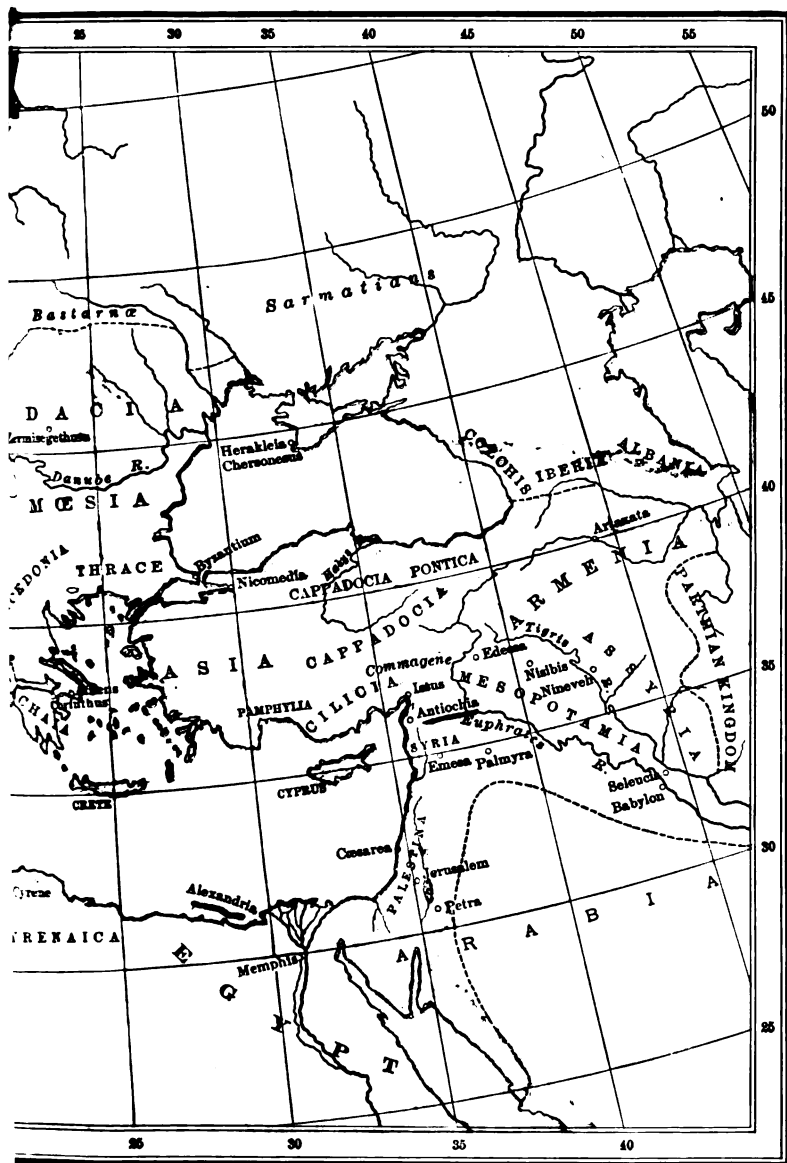 25 30 35 40 45 50 55
50
45
40
35
30
25
25 30 35 40
Sarmatians
Bastarnæ
DACIA
Danube R.
MŒSIA
Herakleia
Chersonesus
COLCHIS
IBERIA
ALBANIA
Artaxata
ARMENIA
PARTHIAN KINGDOM
THRACE
Byzantium
Nicomedia
Halys
CAPPADOCIA PONTICA
ASIA
CAPPADOCIA
Commagene
CILICIA
PAMPHYLIA
Issus
Antiochia
Edessa
Tigris
Nisibis
Nineveh
ASSYRIA
MESOPOTAMIA
Euphrates R.
SYRIA
Emesa
Palmyra
Seleucia
Babylon
Corinthus
CRETE
CYPRUS
Cæsarea
PALESTINA
Jerusalem
Petra
ARABIA
Alexandria
YRENAICA
Memphis
EGYPT